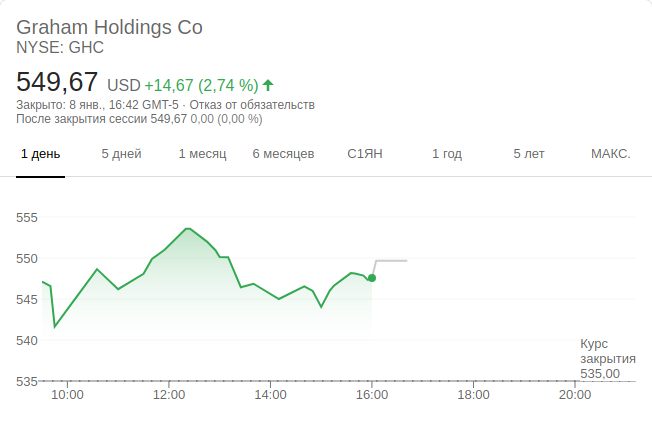 Graham Holdings Co
NYSE: GHC
549,67 USD +14,67 (2,74 %)
Закрыто: 8 янв., 16:42 GMT-5 · Отказ от обязательств
После закрытия сессии 549,67 0,00 (0,00 %)
1 день 5 дней 1 месяц 6 месяцев С1ЯН 1 год 5 лет МАКС.
555
550
545
540
Курс
закрытия
535,00
535
10:00 12:00 14:00 16:00 18:00 20:00